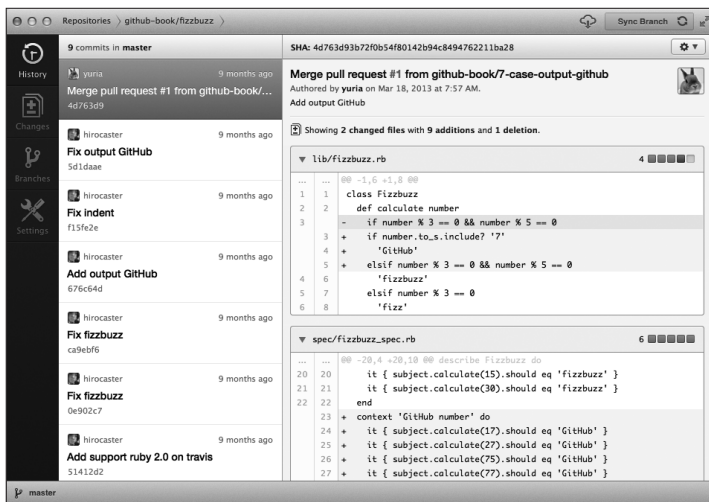 Repositories 〉github-book/fizzbuzz 〉
Sync Branch
History
Changes
Branches
Settings
9 commits in master
yuria 9 months ago
Merge pull request #1 from github-book/...
4d763d9
hirocaster 9 months ago
Fix output GitHub
5d1daae
hirocaster 9 months ago
Fix indent
f15fe2e
hirocaster 9 months ago
Add output GitHub
676c64d
hirocaster 9 months ago
Fix fizzbuzz
ca9ebf6
hirocaster 9 months ago
Fix fizzbuzz
0e902c7
hirocaster 9 months ago
Add support ruby 2.0 on travis
51412d2
SHA: 4d763d93b72f0b54f80142b94c8494762211ba28
Merge pull request #1 from github-book/7-case-output-github
Authored by yuria on Mar 18, 2013 at 7:57 AM.
Add output GitHub
Showing 2 changed files with 9 additions and 1 deletion.
lib/fizzbuzz.rb 4
... ... @@ -1,6 +1,8 @@
1 1 class Fizzbuzz
2 2 def calculate number
3 - if number % 3 == 0 && number % 5 == 0
3 + if number.to_s.include? '7'
4 + 'GitHub'
5 + elsif number % 3 == 0 && number % 5 == 0
4 6 'fizzbuzz'
5 7 elsif number % 3 == 0
6 8 'fizz'
spec/fizzbuzz_spec.rb 6
... ... @@ -20,4 +20,10 @@ describe Fizzbuzz do
20 20 it { subject.calculate(15).should eq 'fizzbuzz' }
21 21 it { subject.calculate(30).should eq 'fizzbuzz' }
22 22 end
23 + context 'GitHub number' do
24 + it { subject.calculate(17).should eq 'GitHub' }
25 + it { subject.calculate(27).should eq 'GitHub' }
26 + it { subject.calculate(75).should eq 'GitHub' }
27 + it { subject.calculate(77).should eq 'GitHub' }
master